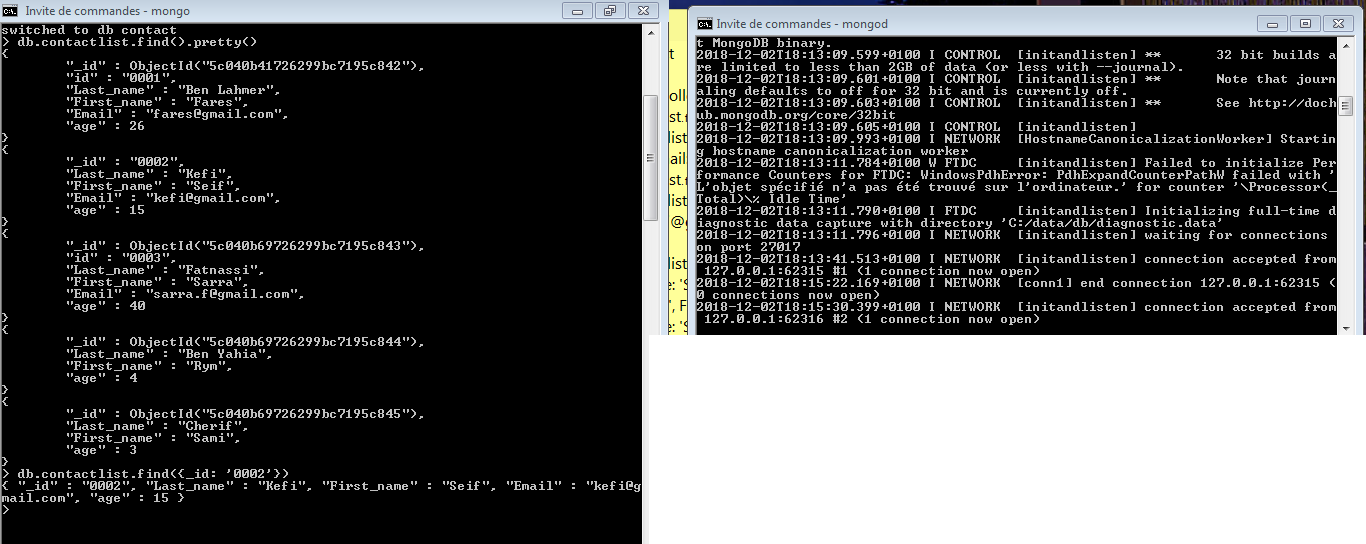 Invite de commandes - mongo
switched to db contact
> db.contactlist.find().pretty()
{
"_id" : ObjectId("5c040b41726299bc7195c842"),
"id" : "0001",
"Last_name" : "Ben Lahmer",
"First_name" : "Fares",
"Email" : "fares@gmail.com",
"age" : 26
}
{
"_id" : "0002",
"Last_name" : "Kefi",
"First_name" : "Seif",
"Email" : "kefi@gmail.com",
"age" : 15
}
{
"_id" : ObjectId("5c040b69726299bc7195c843"),
"id" : "0003",
"Last_name" : "Fatnassi",
"First_name" : "Sarra",
"Email" : "sarra.f@gmail.com",
"age" : 40
}
{
"_id" : ObjectId("5c040b69726299bc7195c844"),
"Last_name" : "Ben Yahia",
"First_name" : "Rym",
"age" : 4
}
{
"_id" : ObjectId("5c040b69726299bc7195c845"),
"Last_name" : "Cherif",
"First_name" : "Sami",
"age" : 3
}
> db.contactlist.find({_id: '0002'})
{ "_id" : "0002", "Last_name" : "Kefi", "First_name" : "Seif", "Email" : "kefi@g
mail.com", "age" : 15 }
>
Invite de commandes - mongod
t MongoDB binary.
2018-12-02T18:13:09.599+0100 I CONTROL  [initandlisten] **       32 bit builds a
re limited to less than 2GB of data (or less with --journal).
2018-12-02T18:13:09.601+0100 I CONTROL  [initandlisten] **       Note that journ
aling defaults to off for 32 bit and is currently off.
2018-12-02T18:13:09.603+0100 I CONTROL  [initandlisten] **       See http://doch
ub.mongodb.org/core/32bit
2018-12-02T18:13:09.605+0100 I CONTROL  [initandlisten]
2018-12-02T18:13:09.993+0100 I NETWORK  [HostnameCanonicalizationWorker] Startin
g hostname canonicalization worker
2018-12-02T18:13:11.784+0100 W FTDC     [initandlisten] Failed to initialize Per
formance Counters for FTDC: WindowsPdhError: PdhExpandCounterPathW failed with '
L'objet spécifié n'a pas été trouvé sur l'ordinateur.' for counter '\Processor(_
Total)\% Idle Time'
2018-12-02T18:13:11.790+0100 I FTDC     [initandlisten] Initializing full-time d
iagnostic data capture with directory 'C:/data/db/diagnostic.data'
2018-12-02T18:13:11.796+0100 I NETWORK  [initandlisten] waiting for connections
on port 27017
2018-12-02T18:13:41.513+0100 I NETWORK  [initandlisten] connection accepted from
127.0.0.1:62315 #1 (1 connection now open)
2018-12-02T18:15:22.169+0100 I NETWORK  [conn1] end connection 127.0.0.1:62315 (
0 connections now open)
2018-12-02T18:15:30.399+0100 I NETWORK  [initandlisten] connection accepted from
127.0.0.1:62316 #2 (1 connection now open)